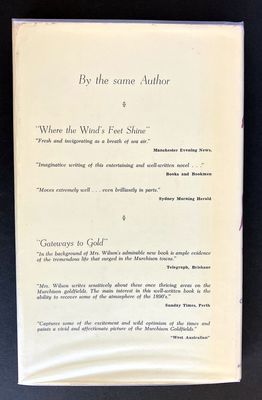 By the same Author
"Where the Wind's Feet Shine"
"Fresh and invigorating as a breath of sea air."
Manchester Evening News.
"Imaginative writing of this entertaining and well-written novel . . ."
Books and Bookmen
"Moves extremely well . . . even brilliantly in parts."
Sydney Morning Herald
"Gateways to Gold"
"In the background of Mrs. Wilson's admirable new book is ample evidence
of the tremendous life that surged in the Murchison towns."
Telegraph, Brisbane
"Mrs. Wilson writes sensitively about these once thriving areas on the
Murchison goldfields. The main interest in this well-written book is the
ability to recover some of the atmosphere of the 1890's."
Sunday Times, Perth
"Captures some of the excitement and wild optimism of the times and
paints a vivid and affectionate picture of the Murchison Goldfields."
"West Australian"